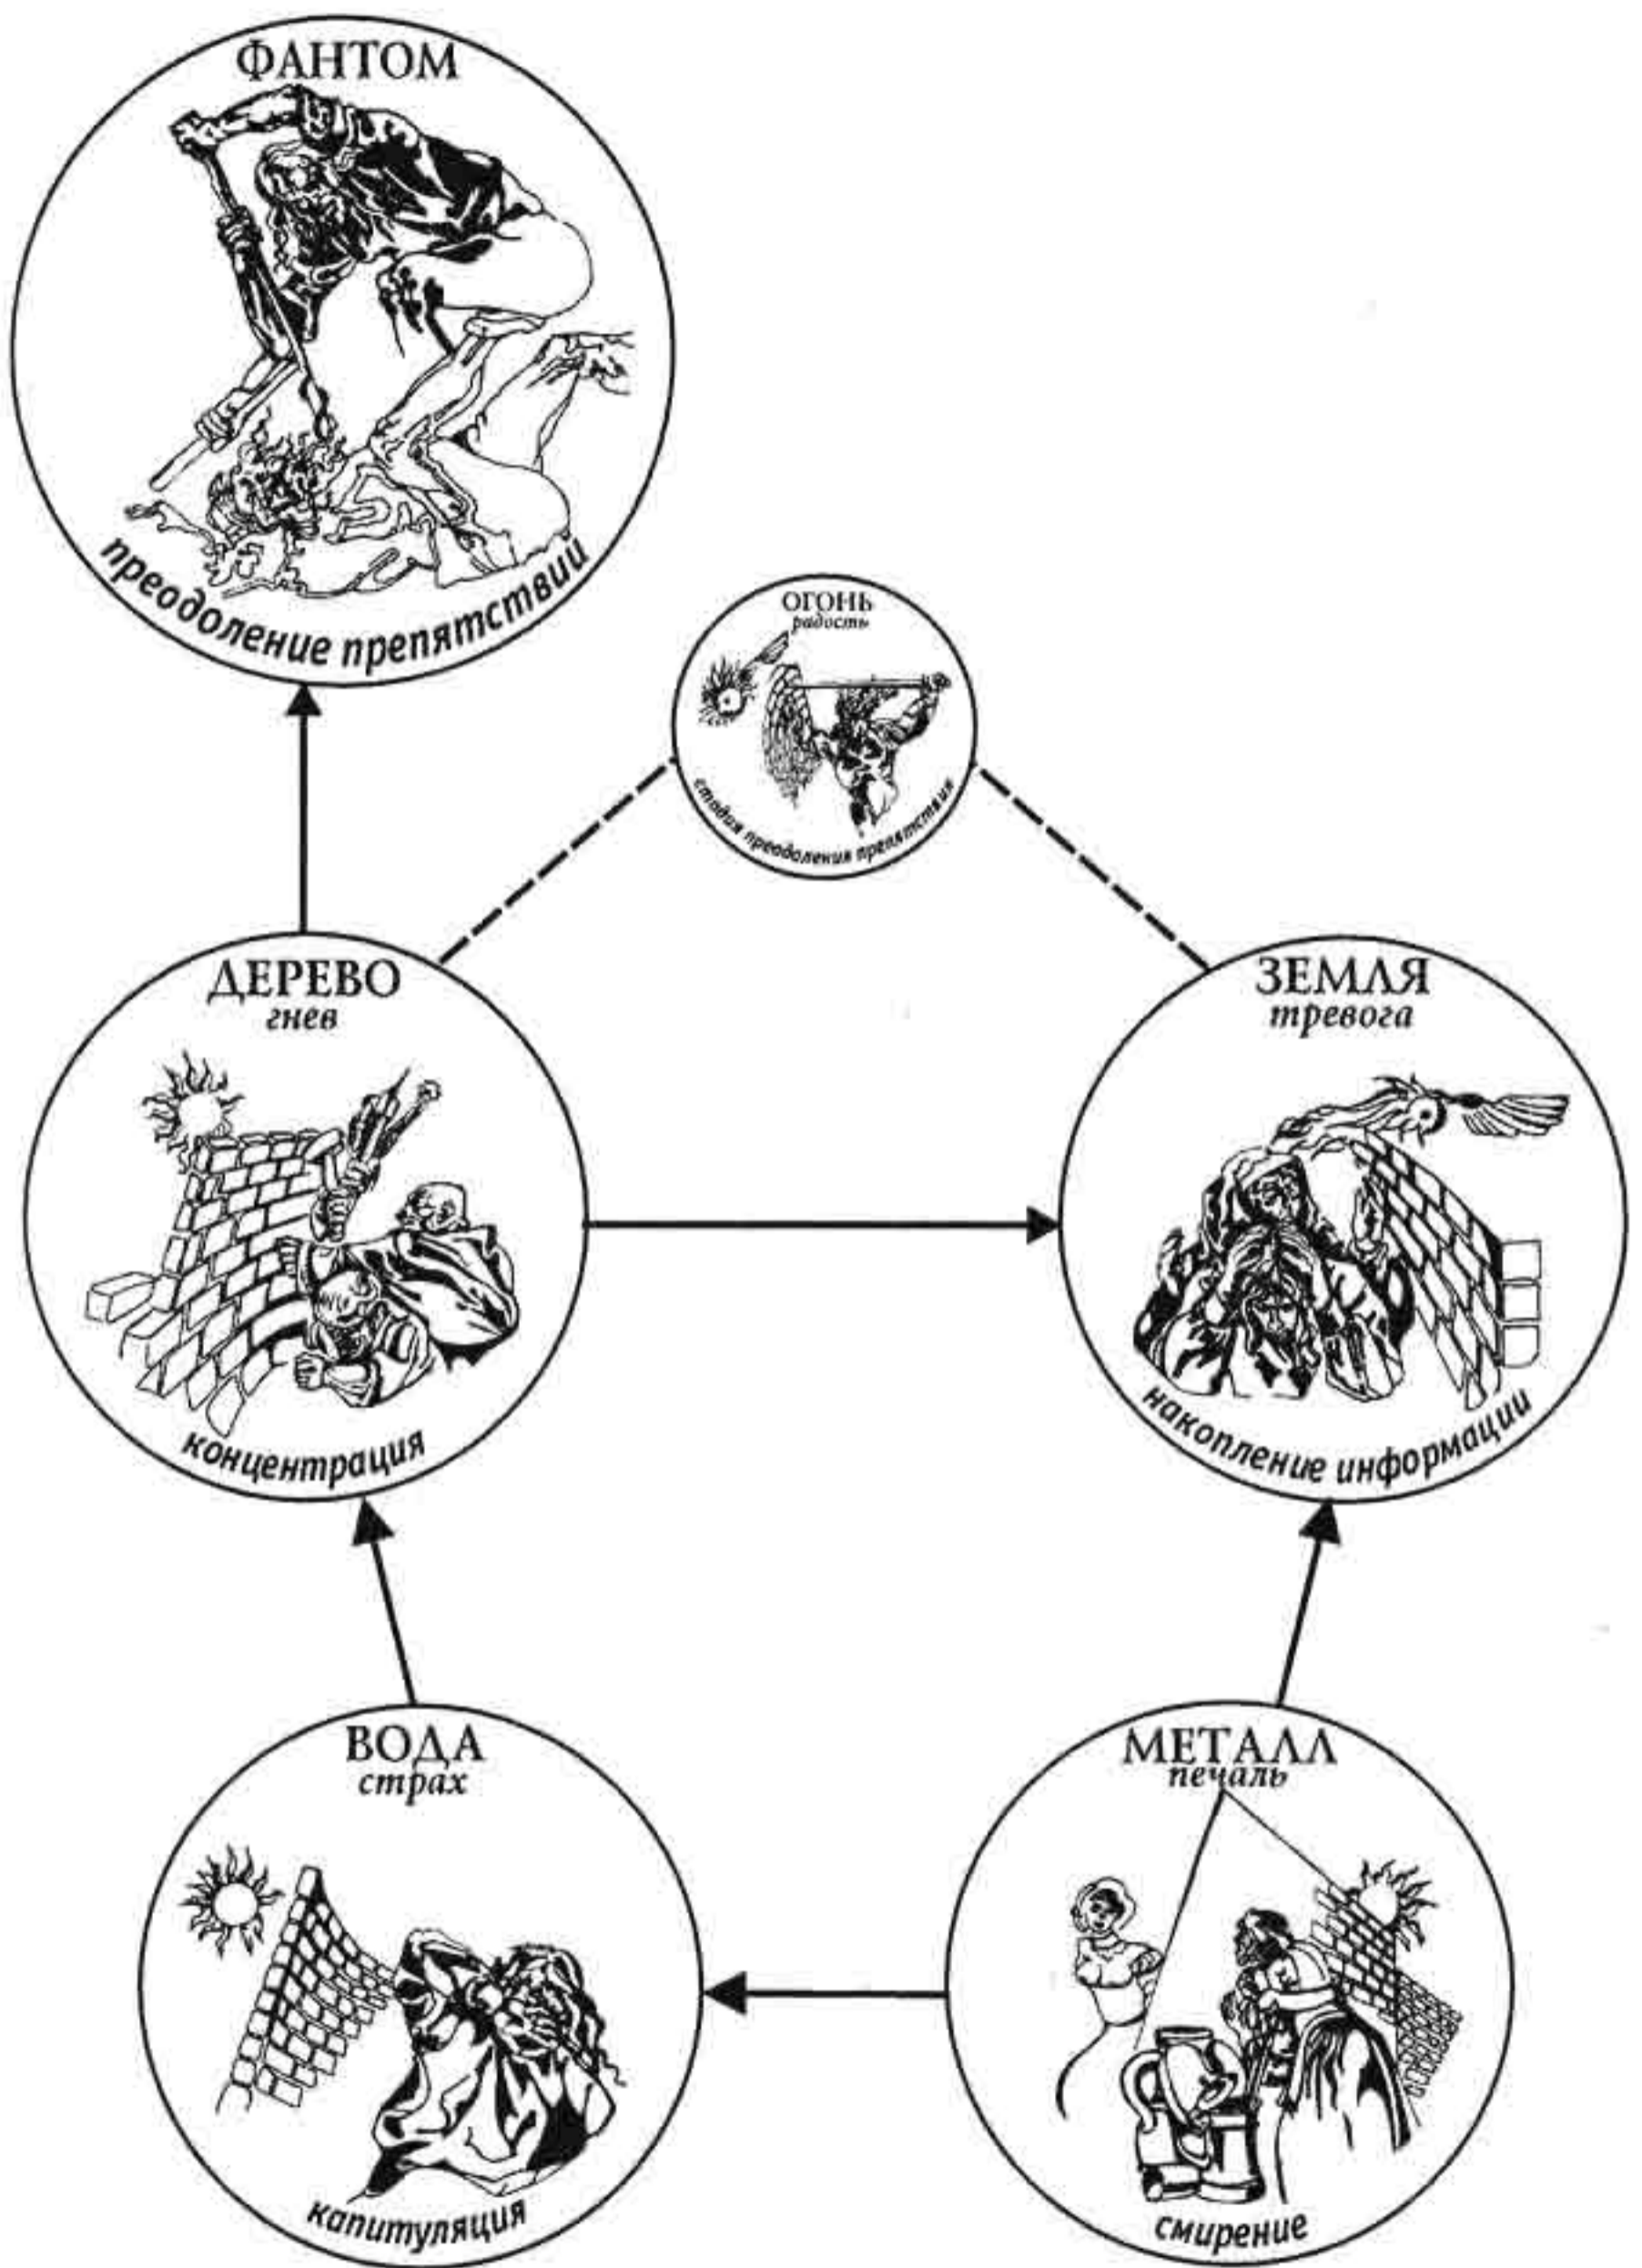 ФАНТОМ
преодоление препятствий
ОГОНЬ
радость
стадия преодоления препятствия
ДЕРЕВО
гнев
концентрация
ЗЕМЛЯ
тревога
накопление информации
ВОДА
страх
капитуляция
МЕТАЛЛ
печаль
смирение